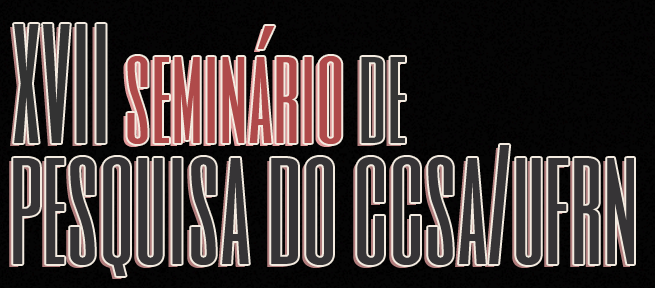 XVII SEMINÁRIO DE
PESQUISA DO CCSA/UFRN